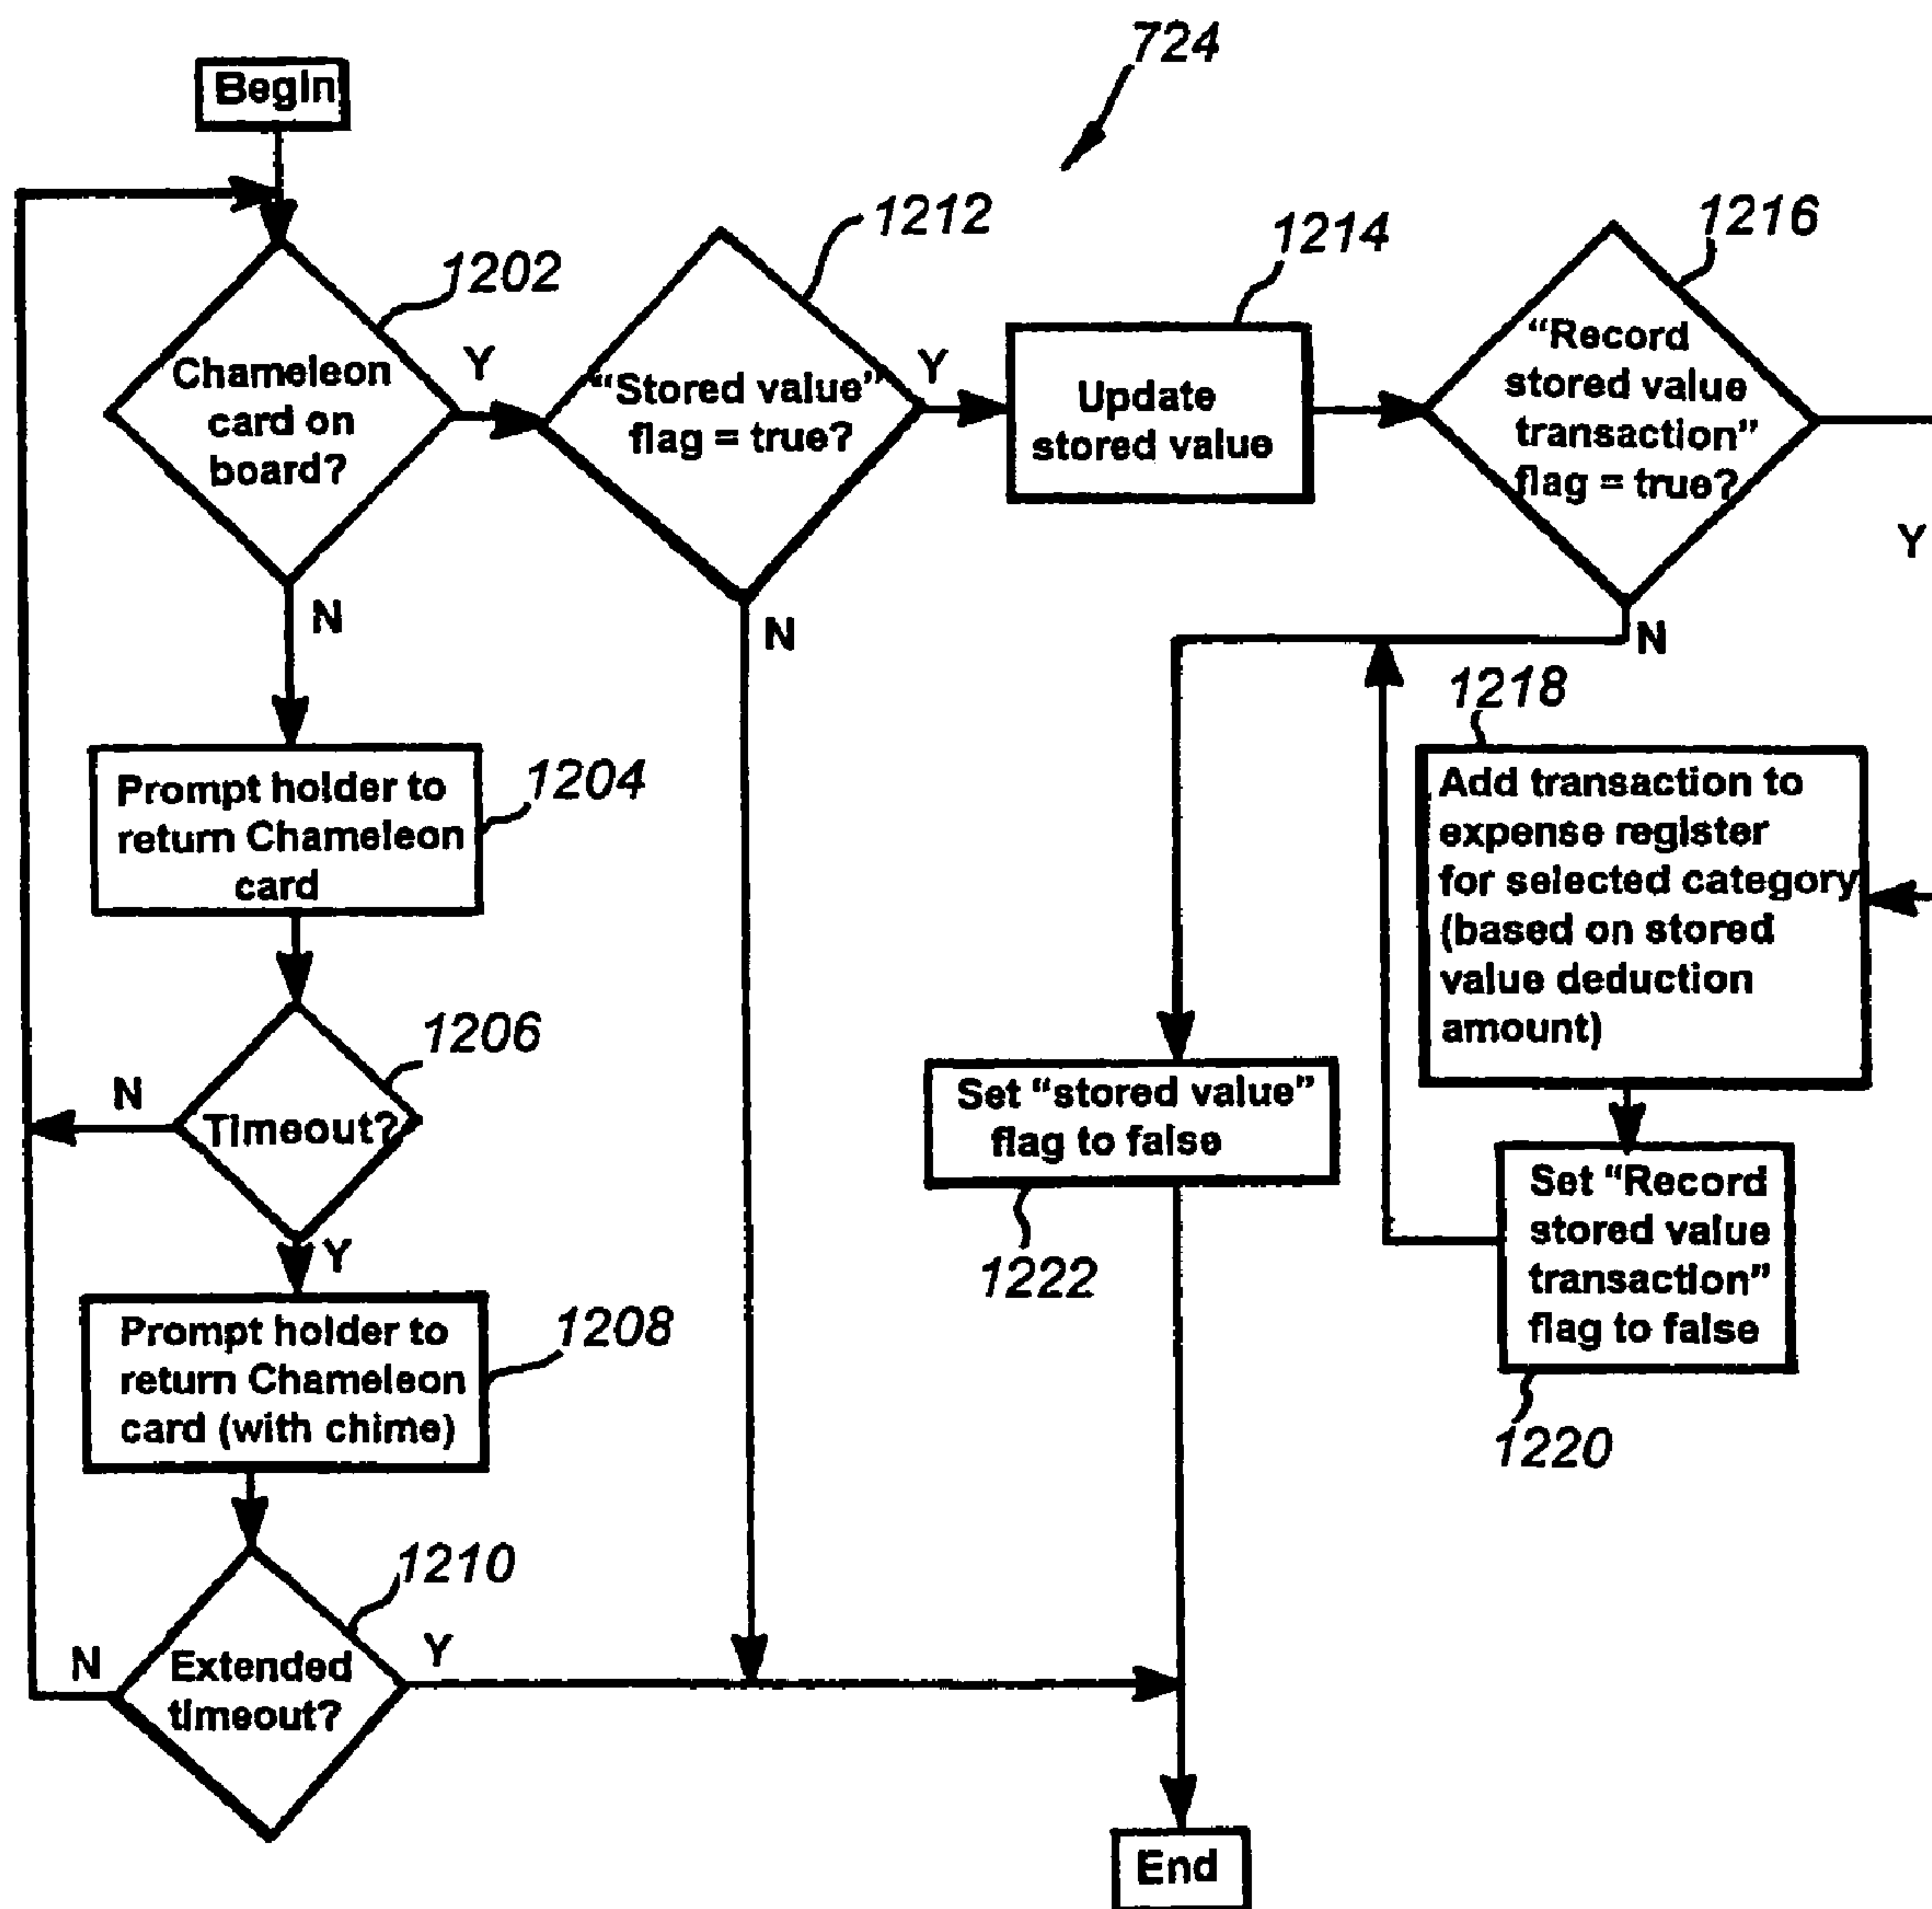 724
Begin
1202
Chameleon
card on
board?
Y
N
1212
"Stored value"
flag = true?
Y
N
1214
Update
stored value
1216
"Record
stored value
transaction"
flag = true?
Y
N
1204
Prompt holder to
return Chameleon
card
1206
Timeout?
N
Y
1208
Prompt holder to
return Chameleon
card (with chime)
1210
Extended
timeout?
N
Y
1218
Add transaction to
expense register
for selected category
(based on stored
value deduction
amount)
Set "Record
stored value
transaction"
flag to false
1220
Set "stored value"
flag to false
1222
End